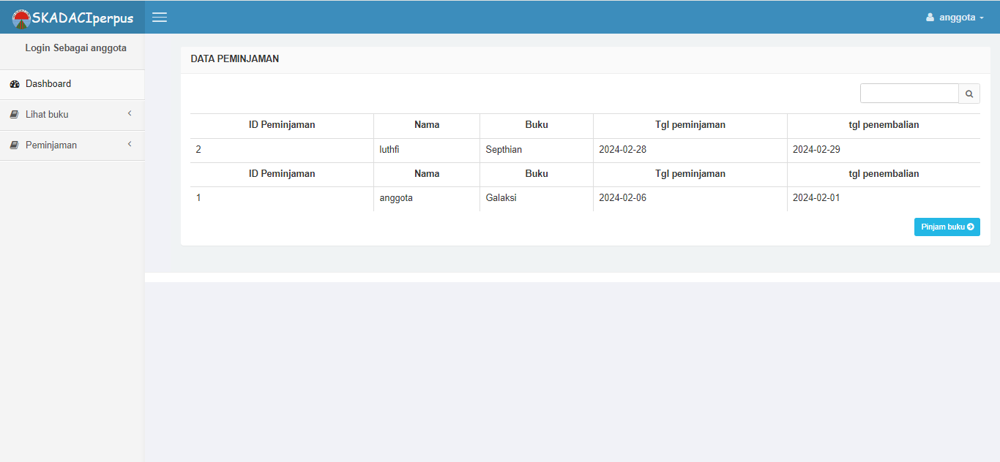 SKADACIperpus
anggota
Login Sebagai anggota
Dashboard
Lihat buku
Peminjaman
DATA PEMINJAMAN
ID Peminjaman Nama Buku Tgl peminjaman tgl penembalian
2 luthfi Septhian 2024-02-28 2024-02-29
ID Peminjaman Nama Buku Tgl peminjaman tgl penembalian
1 anggota Galaksi 2024-02-06 2024-02-01
Pinjam buku